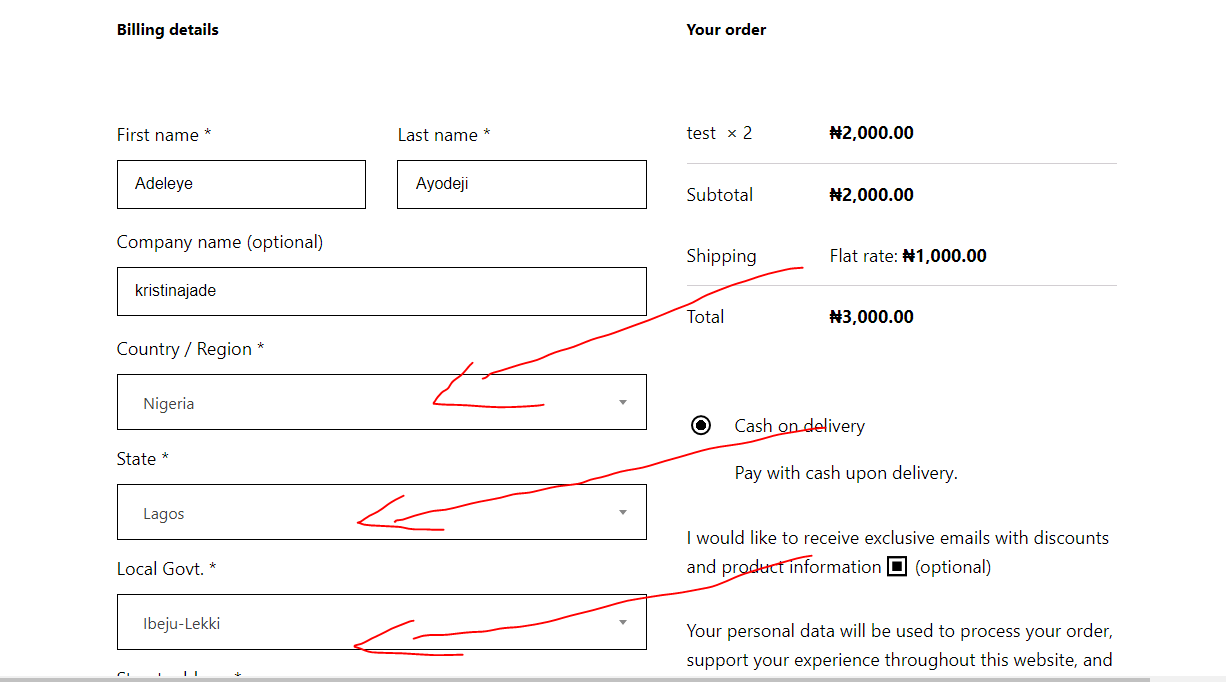 Billing details
First name *
Last name *
Adeleye
Ayodeji
Company name (optional)
kristinajade
Country / Region *
Nigeria
State *
Lagos
Local Govt. *
Ibeju-Lekki
Your order
test × 2 ₦2,000.00
Subtotal ₦2,000.00
Shipping Flat rate: ₦1,000.00
Total ₦3,000.00
Cash on delivery
Pay with cash upon delivery.
I would like to receive exclusive emails with discounts
and product information (optional)
Your personal data will be used to process your order,
support your experience throughout this website, and